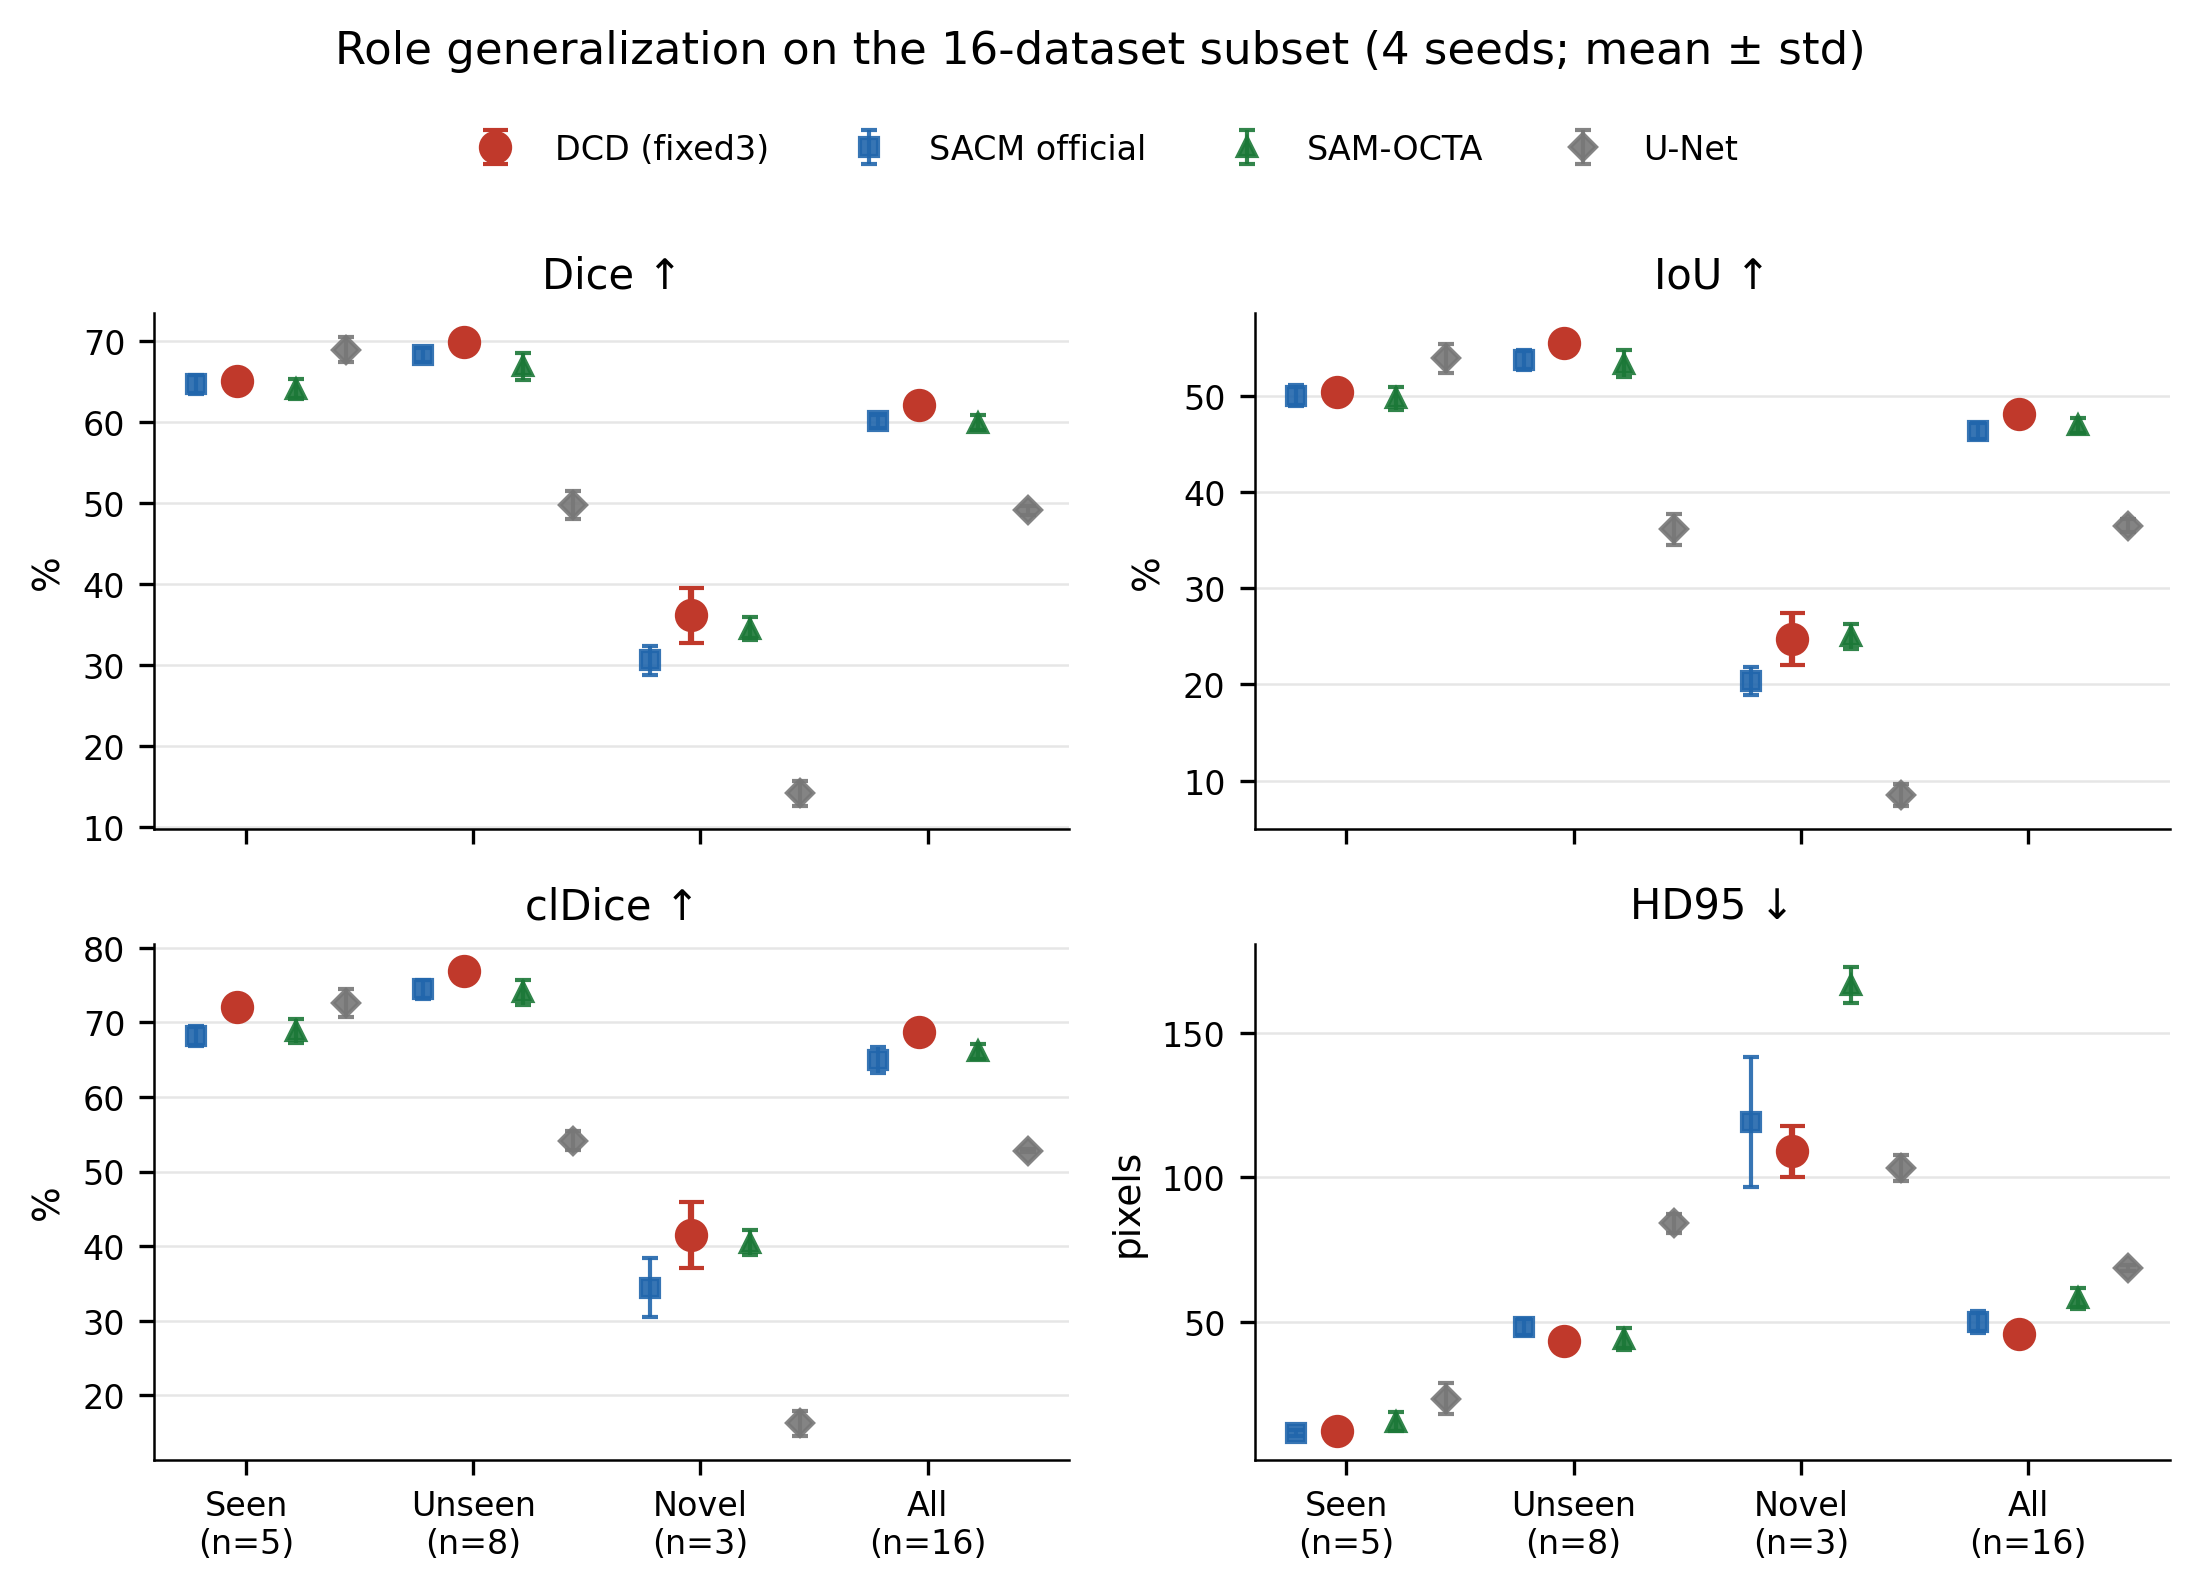 Role generalization on the 16-dataset subset (4 seeds; mean ± std)
DCD (fixed3) SACM official SAM-OCTA U-Net
Dice ↑
%
70
60
50
40
30
20
10
IoU ↑
%
50
40
30
20
10
clDice ↑
%
80
70
60
50
40
30
20
Seen Unseen Novel All
(n=5) (n=8) (n=3) (n=16)
HD95 ↓
pixels
150
100
50
Seen Unseen Novel All
(n=5) (n=8) (n=3) (n=16)